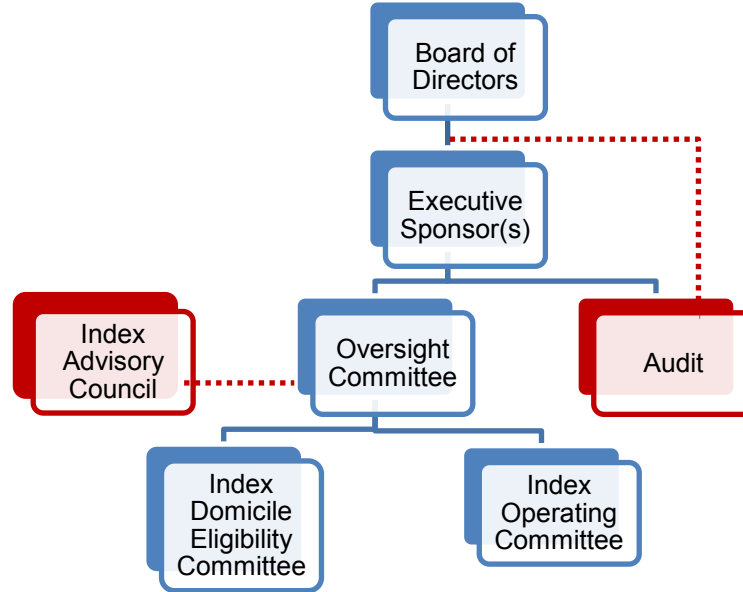 Board of
Directors
Executive
Sponsor(s)
Index
Advisory
Council
Oversight
Committee
Audit
Index
Domicile
Eligibility
Committee
Index
Operating
Committee